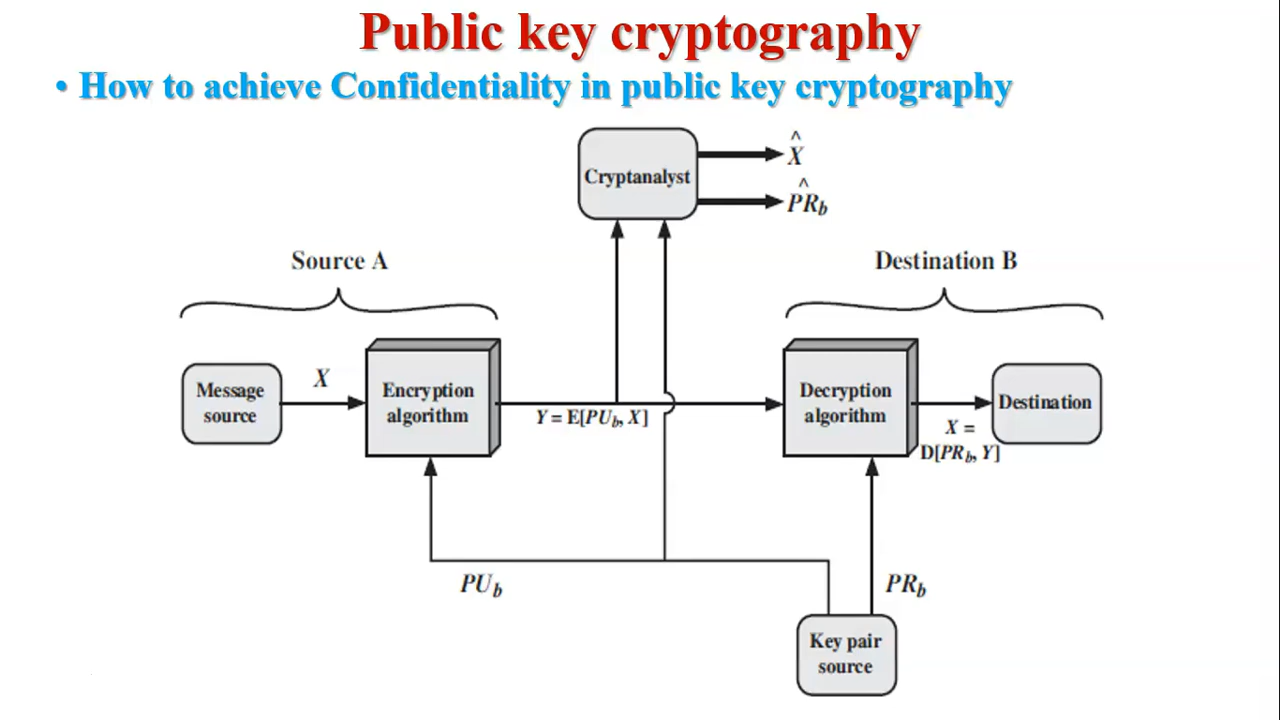 Public key cryptography
• How to achieve Confidentiality in public key cryptography
Cryptanalyst
X̂
P̂R_b
Source A
Destination B
Message
source
X
Encryption
algorithm
Y = E[PU_b, X]
Decryption
algorithm
X =
D[PR_b, Y]
Destination
PU_b
PR_b
Key pair
source